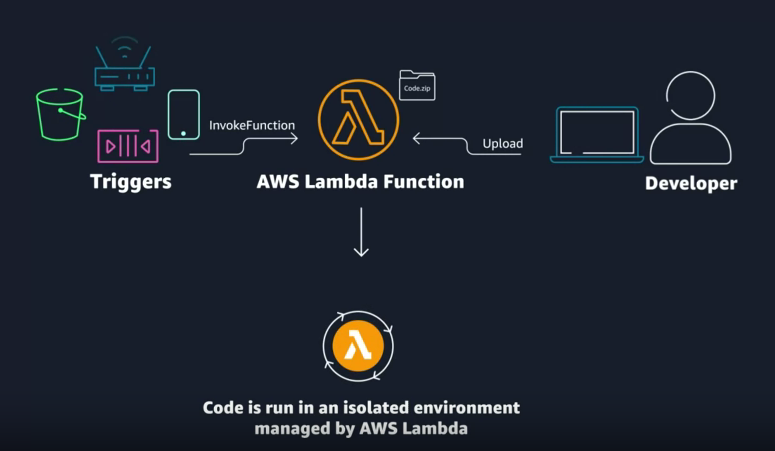 Code.zip
InvokeFunction
Upload
Triggers
AWS Lambda Function
Developer
Code is run in an isolated environment
managed by AWS Lambda